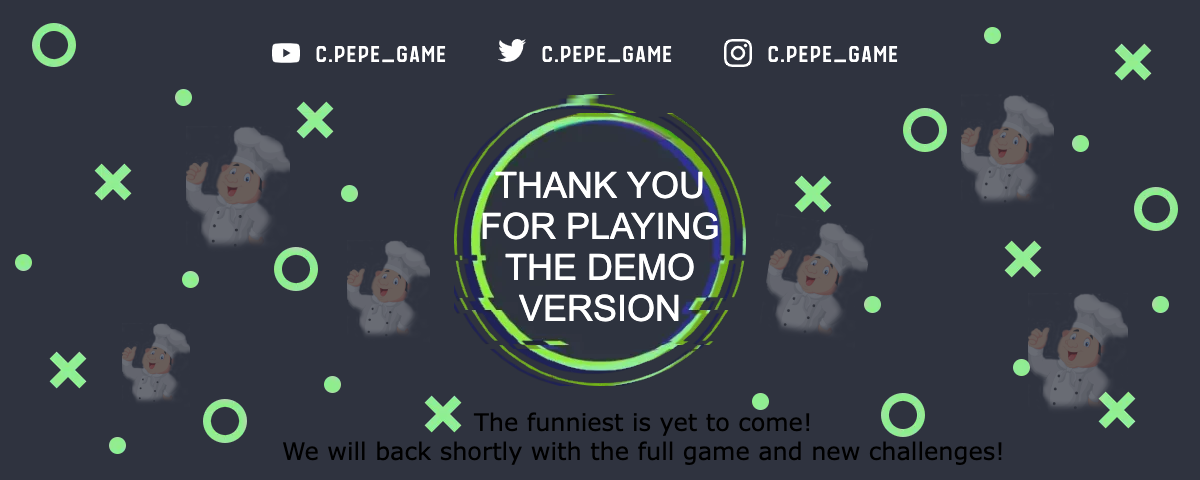 C.PEPE_GAME C.PEPE_GAME C.PEPE_GAME
THANK YOU
FOR PLAYING
THE DEMO
VERSION
The funniest is yet to come!
We will back shortly with the full game and new challenges!